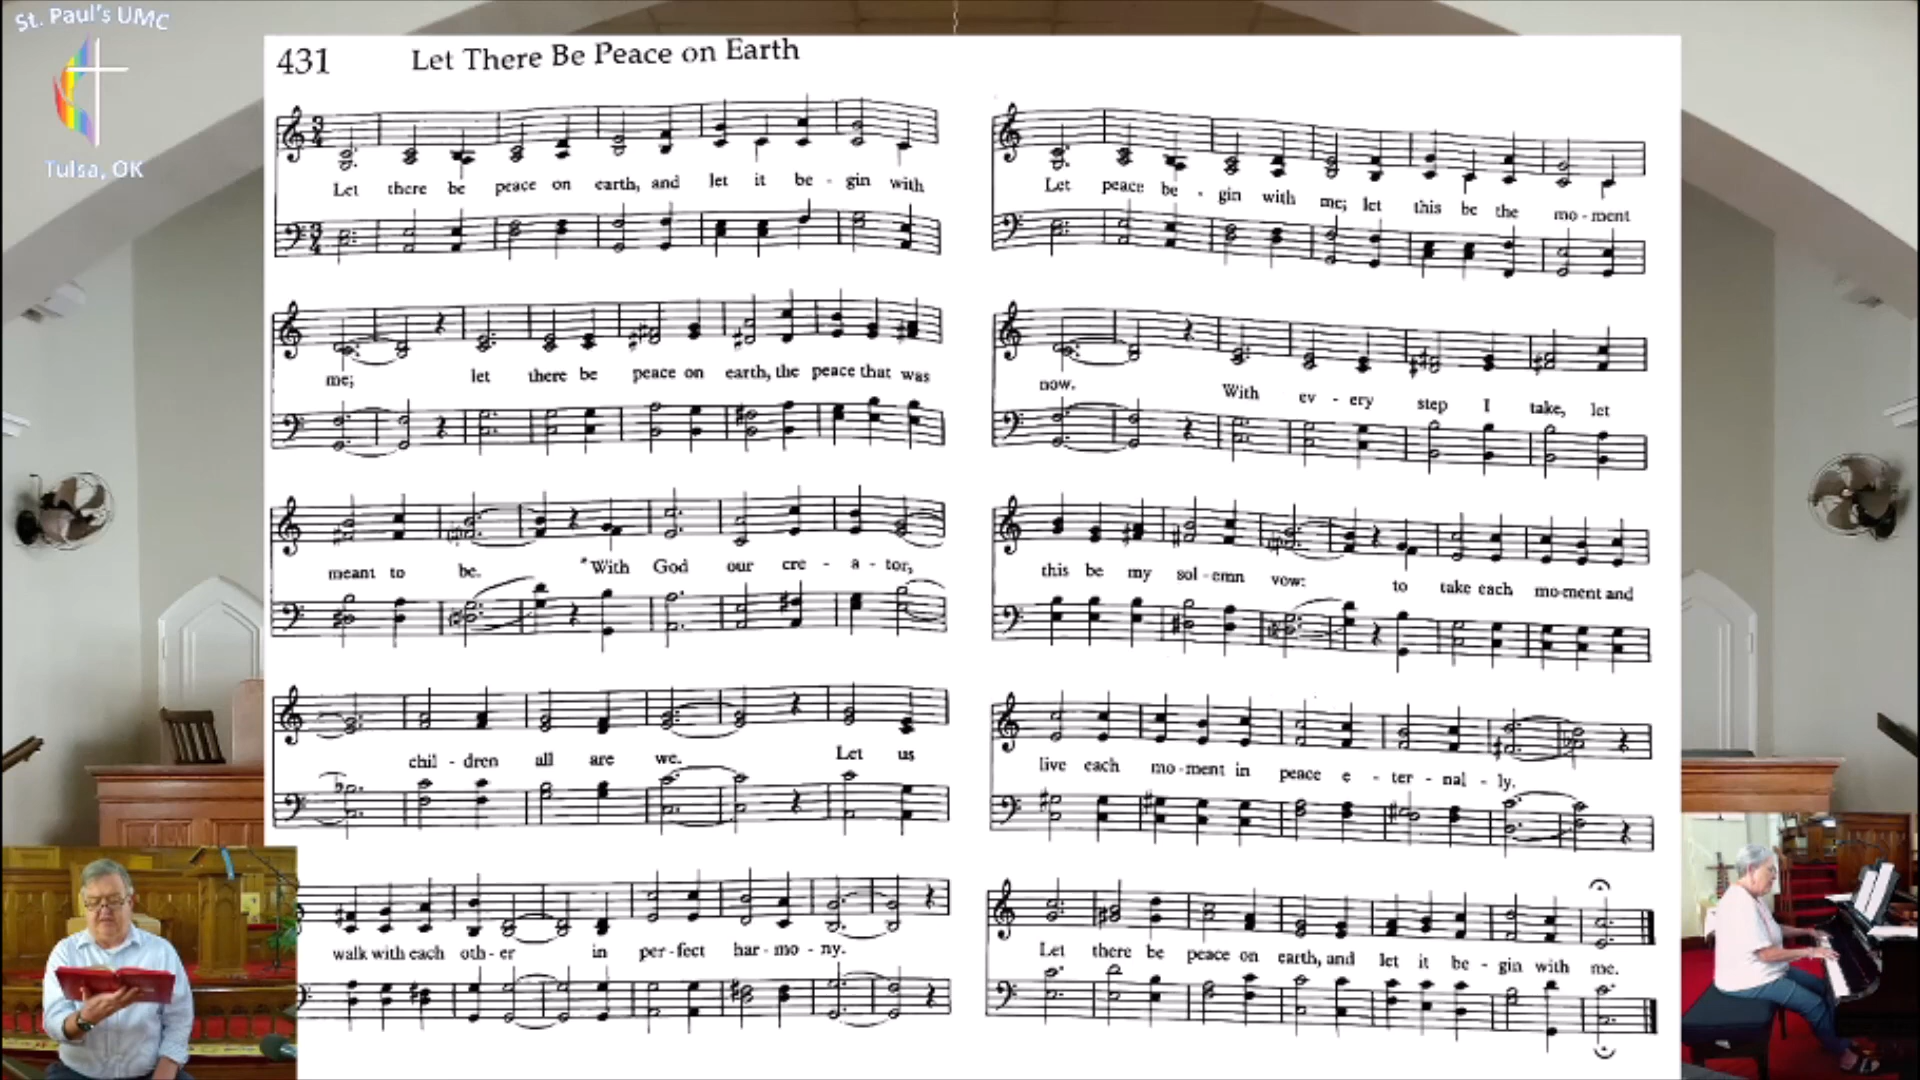 St. Paul's UMC
Tulsa, OK
431 Let There Be Peace on Earth
Let there be peace on earth, and let it be - gin with
me; let there be peace on earth, the peace that was
meant to be. *With God our cre - a - tor,
chil - dren all are we. Let us
walk with each oth - er in per - fect har - mo - ny.
Let peace be - gin with me; let this be the mo - ment
now. With ev - ery step I take, let
this be my sol - emn vow: to take each mo-ment and
live each mo - ment in peace e - ter - nal - ly.
Let there be peace on earth, and let it be - gin with me.